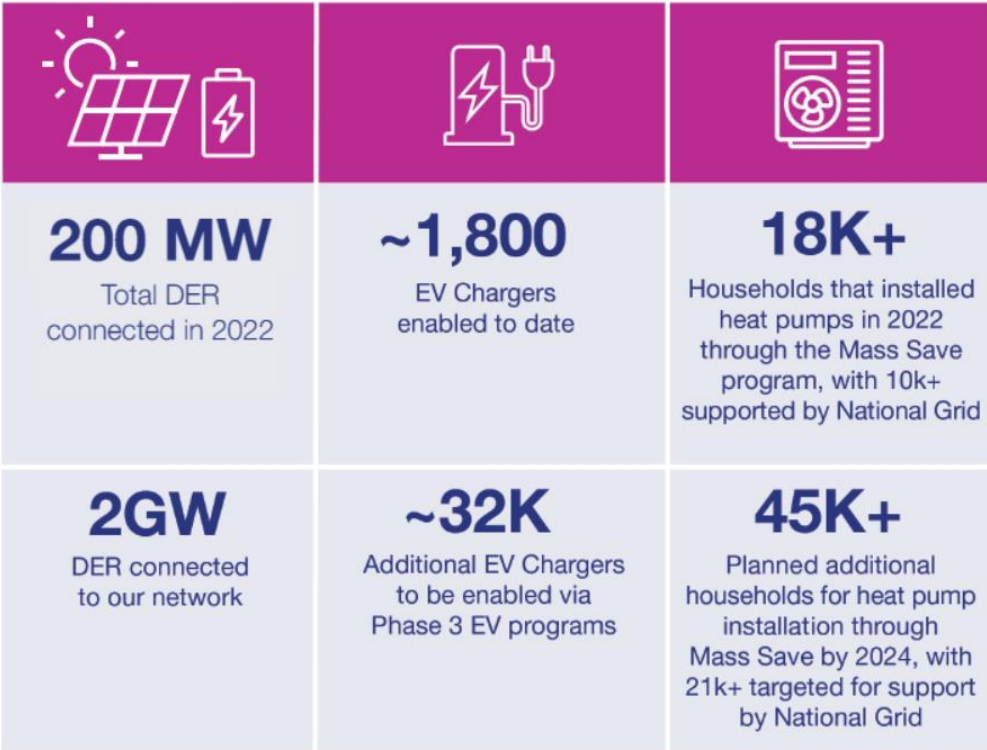 200 MW
Total DER
connected in 2022
~1,800
EV Chargers
enabled to date
18K+
Households that installed
heat pumps in 2022
through the Mass Save
program, with 10k+
supported by National Grid
2GW
DER connected
to our network
~32K
Additional EV Chargers
to be enabled via
Phase 3 EV programs
45K+
Planned additional
households for heat pump
installation through
Mass Save by 2024, with
21k+ targeted for support
by National Grid